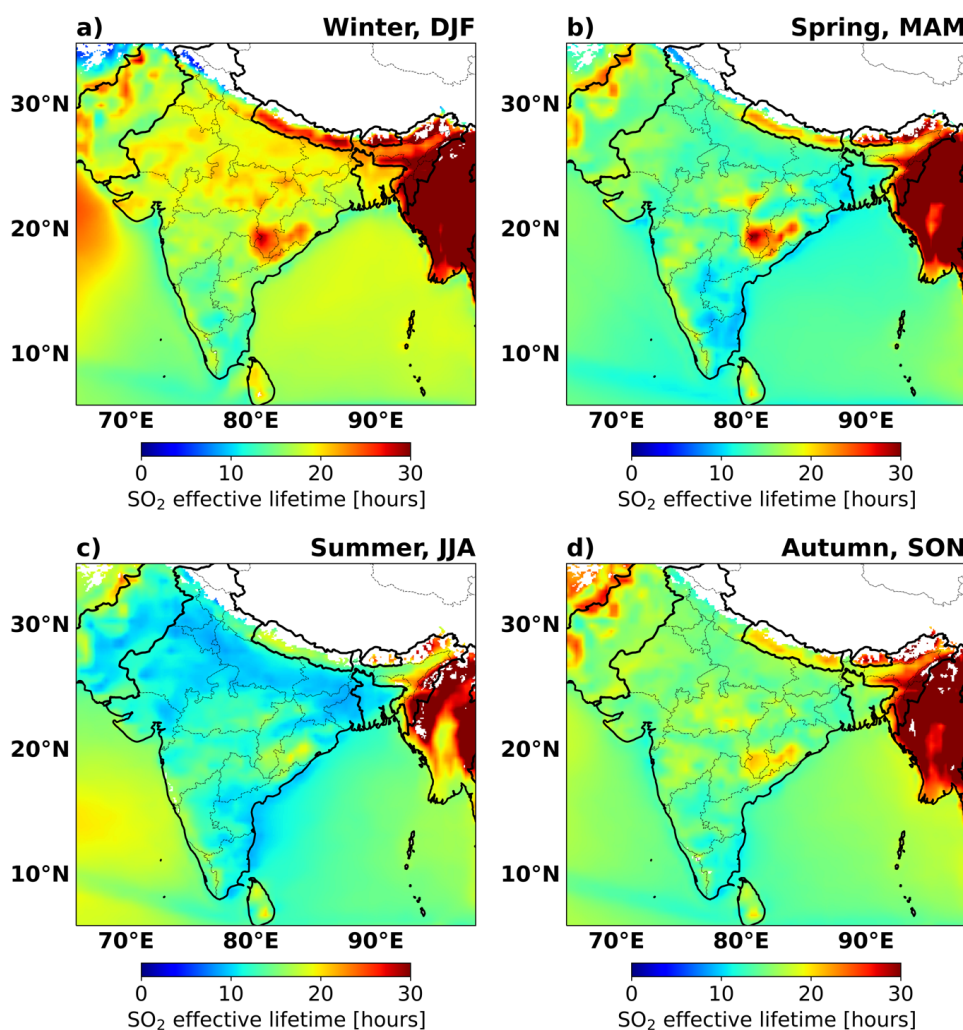 a) Winter, DJF
30°N
20°N
10°N
70°E 80°E 90°E
0 10 20 30
SO₂ effective lifetime [hours]
b) Spring, MAM
30°N
20°N
10°N
70°E 80°E 90°E
0 10 20 30
SO₂ effective lifetime [hours]
c) Summer, JJA
30°N
20°N
10°N
70°E 80°E 90°E
0 10 20 30
SO₂ effective lifetime [hours]
d) Autumn, SON
30°N
20°N
10°N
70°E 80°E 90°E
0 10 20 30
SO₂ effective lifetime [hours]